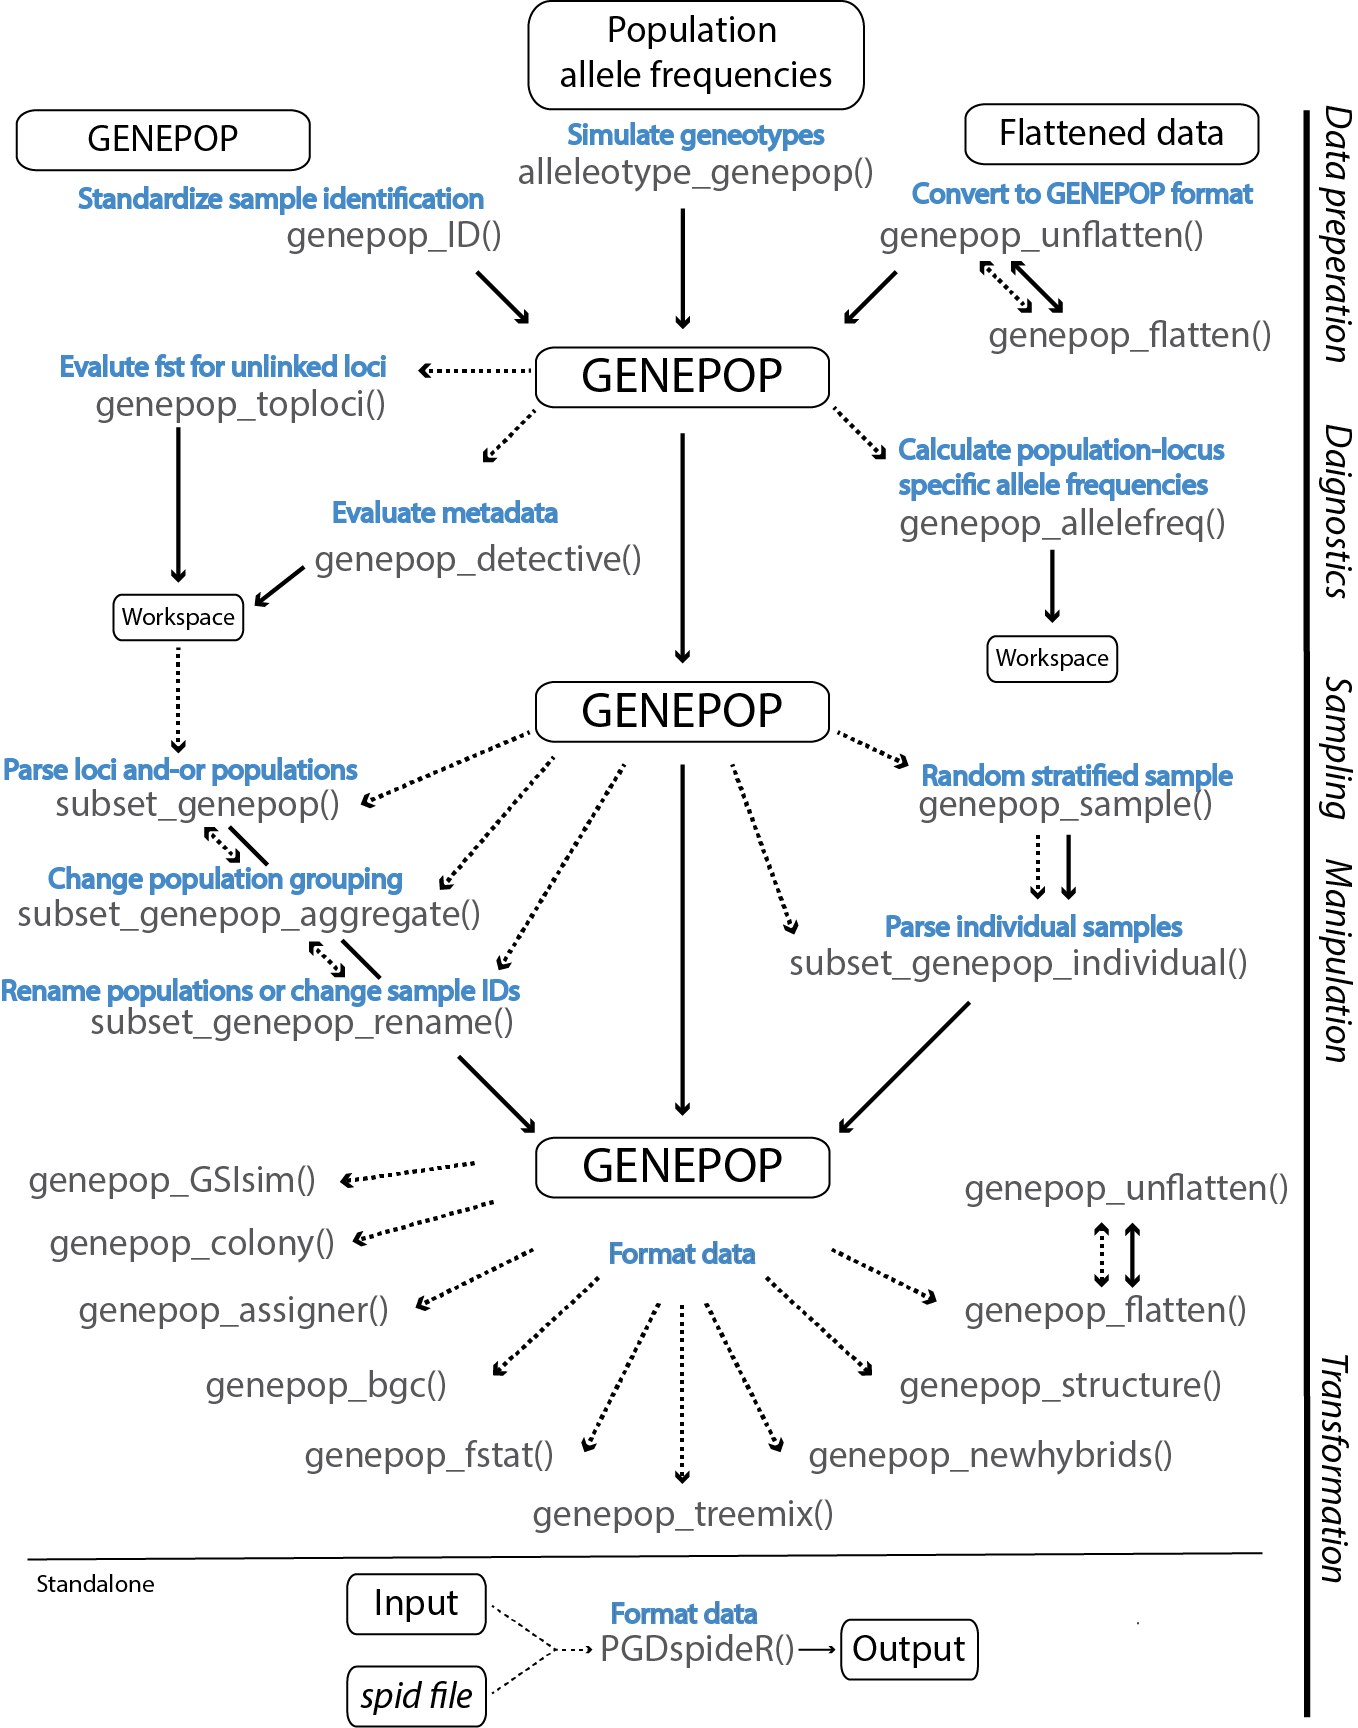 Population
allele frequencies
GENEPOP
Simulate geneotypes
alleleotype_genepop()
Flattened data
Standardize sample identification
genepop_ID()
Convert to GENEPOP format
genepop_unflatten()
genepop_flatten()
Data preperation
GENEPOP
Evalute fst for unlinked loci
genepop_toploci()
Evaluate metadata
genepop_detective()
Calculate population-locus
specific allele frequencies
genepop_allelefreq()
Daignostics
Workspace
Workspace
GENEPOP
Sampling
Parse loci and-or populations
subset_genepop()
Random stratified sample
genepop_sample()
Change population grouping
subset_genepop_aggregate()
Parse individual samples
subset_genepop_individual()
Manipulation
Rename populations or change sample IDs
subset_genepop_rename()
GENEPOP
genepop_GSIsim()
genepop_unflatten()
genepop_colony()
Format data
genepop_assigner()
genepop_flatten()
genepop_bgc()
genepop_structure()
genepop_fstat()
genepop_newhybrids()
genepop_treemix()
Transformation
Standalone
Input
Format data
PGDspideR()
Output
spid file